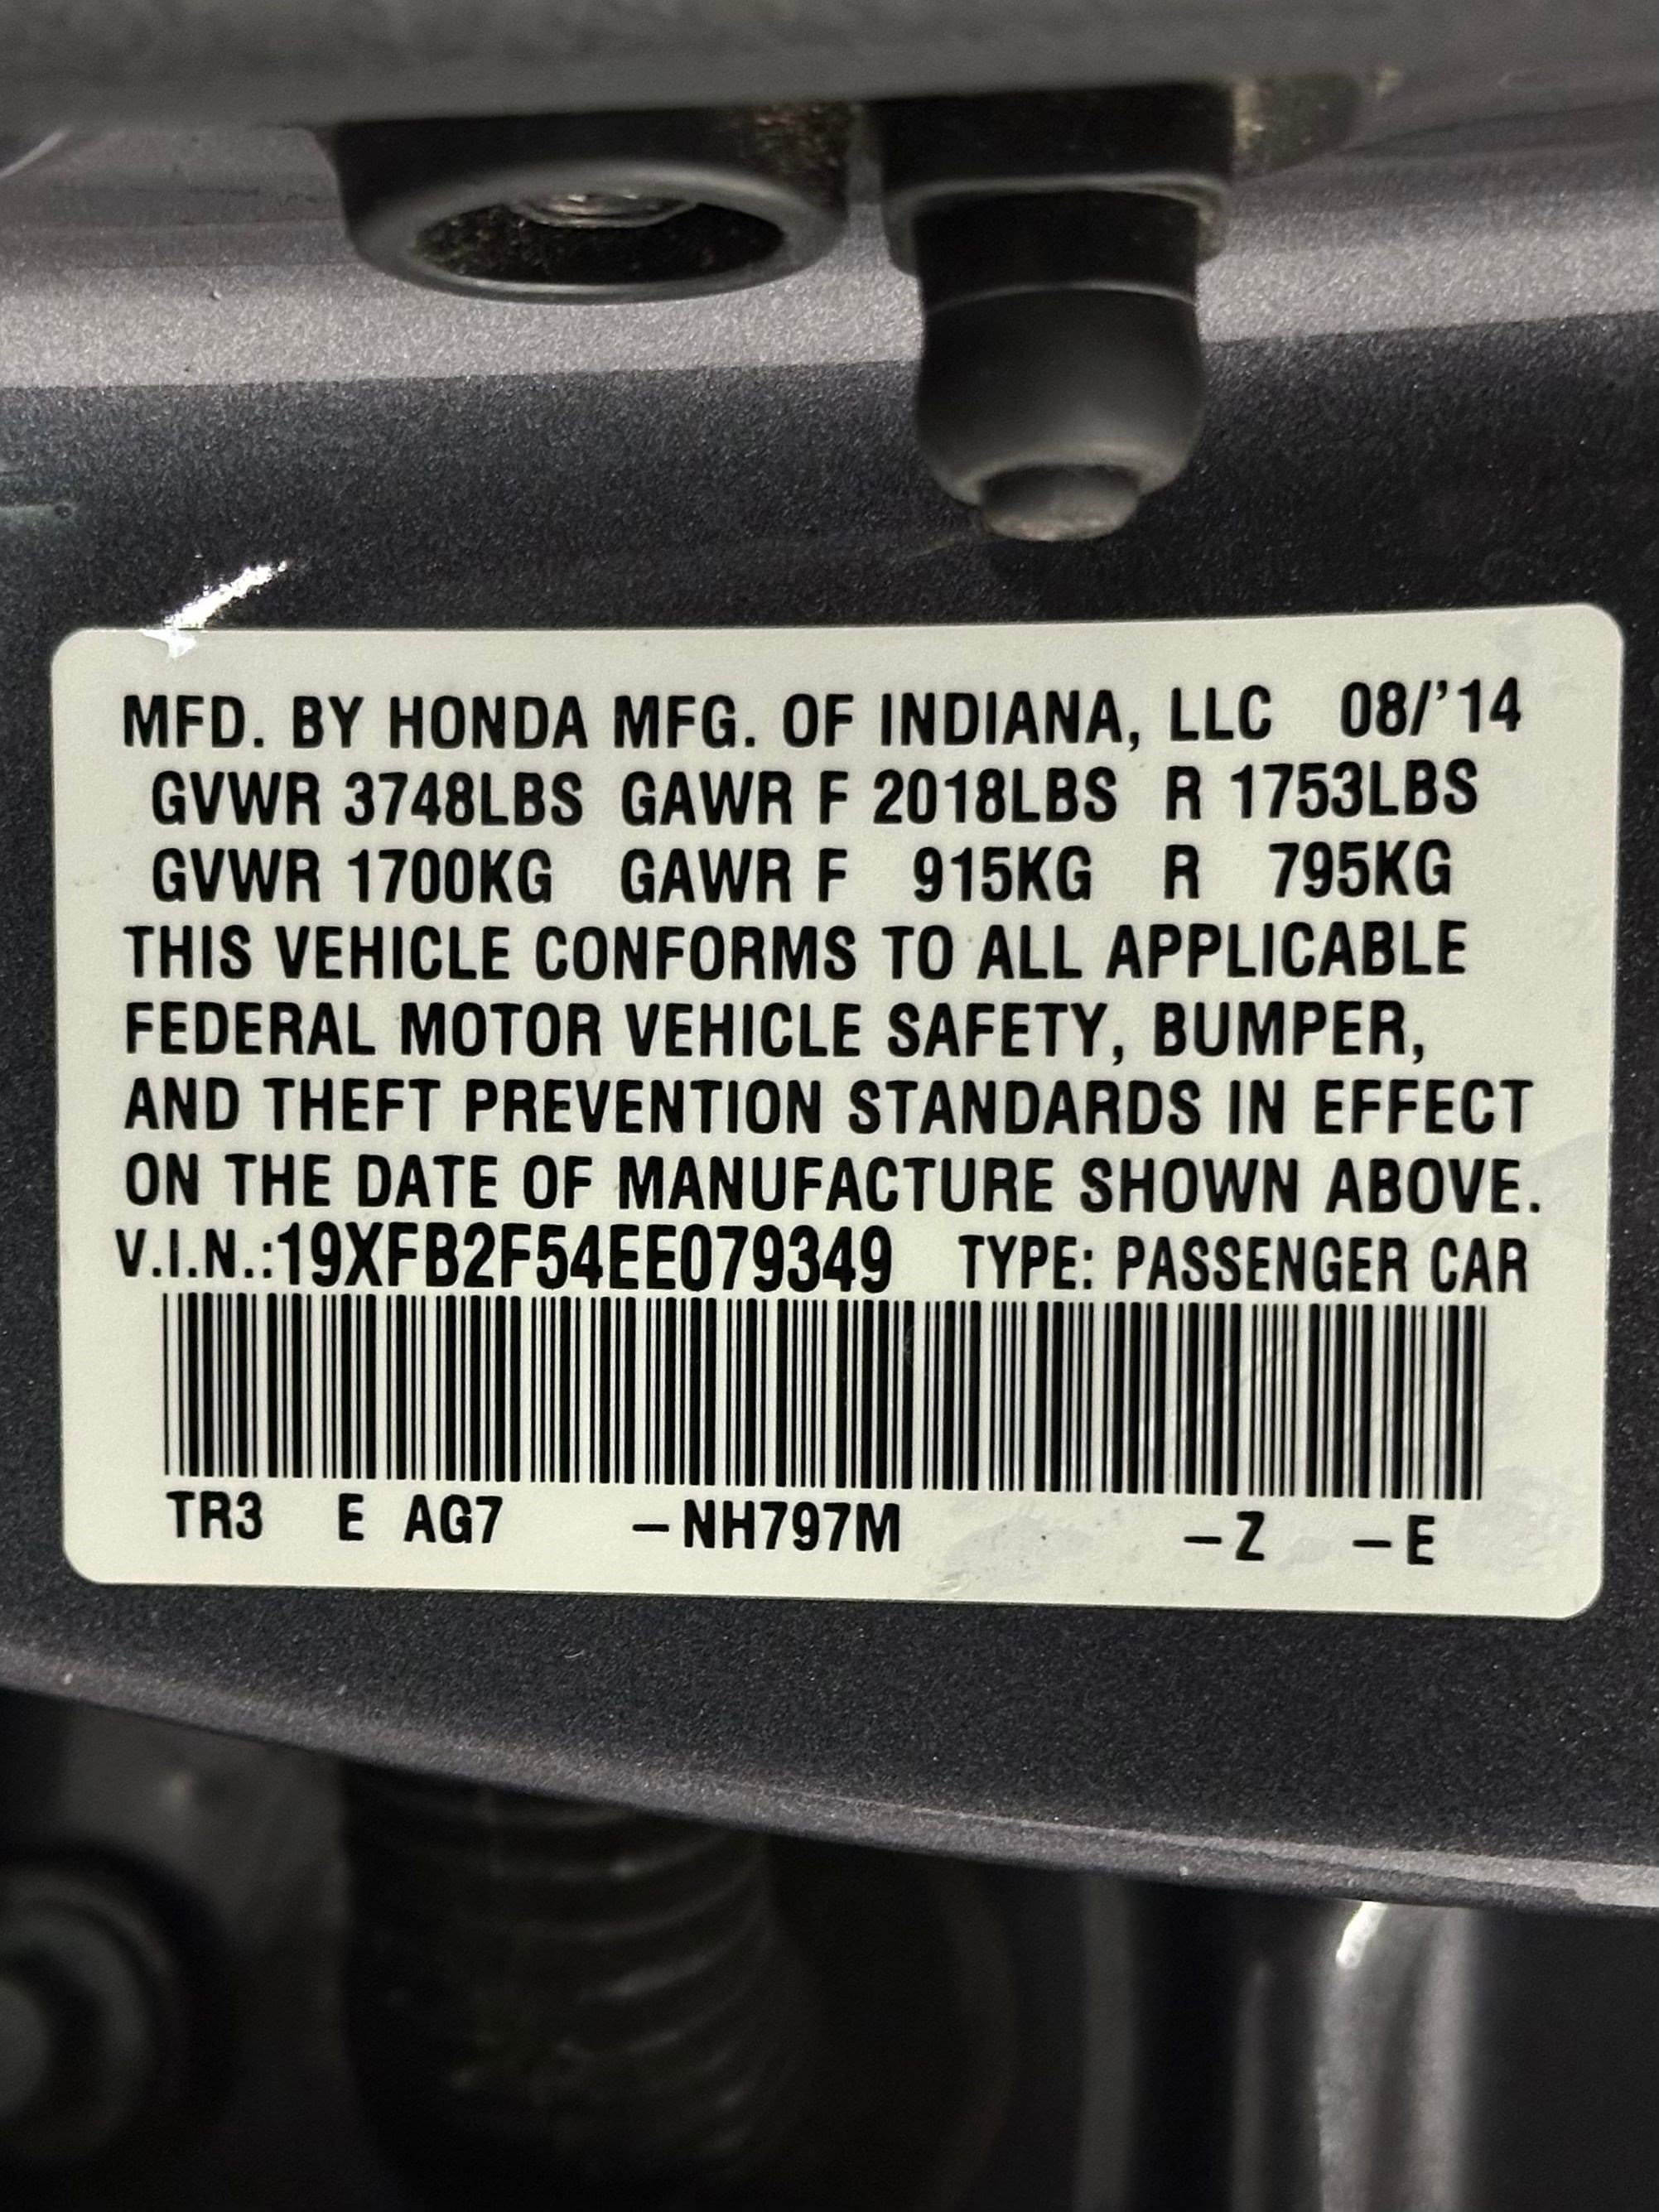 MFD. BY HONDA MFG. OF INDIANA, LLC 08/'14
GVWR 3748LBS GAWR F 2018LBS R 1753LBS
GVWR 1700KG GAWR F 915KG R 795KG
THIS VEHICLE CONFORMS TO ALL APPLICABLE
FEDERAL MOTOR VEHICLE SAFETY, BUMPER,
AND THEFT PREVENTION STANDARDS IN EFFECT
ON THE DATE OF MANUFACTURE SHOWN ABOVE.
V.I.N.:19XFB2F54EE079349 TYPE: PASSENGER CAR
TR3 E AG7 –NH797M –Z –E